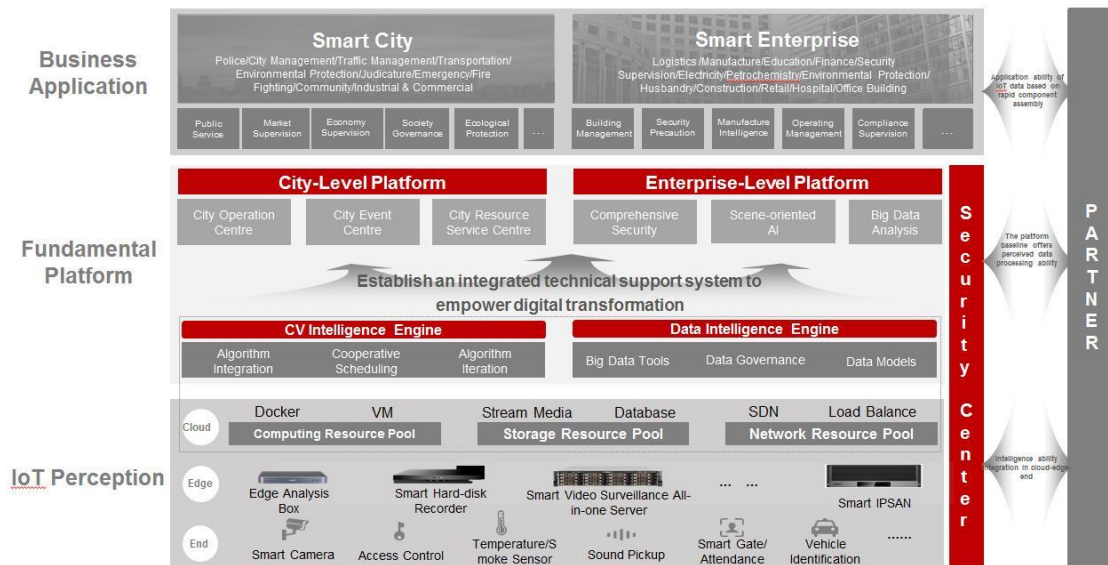 Business
Application
Smart City
Police/City Management/Traffic Management/Transportation/
Environmental Protection/Judicature/Emergency/Fire
Fighting/Community/Industrial & Commercial
Public
Service
Market
Supervision
Economy
Supervision
Society
Governance
Ecological
Protection
...
Smart Enterprise
Logistics /Manufacture/Education/Finance/Security
Supervision/Electricity/Petrochemistry/Environmental Protection/
Husbandry/Construction/Retail/Hospital/Office Building
Building
Management
Security
Precaution
Manufacture
Intelligence
Operating
Management
Compliance
Supervision
...
Application ability of
IoT data based on
rapid component
assembly
Fundamental
Platform
City-Level Platform
City Operation
Centre
City Event
Centre
City Resource
Service Centre
Enterprise-Level Platform
Comprehensive
Security
Scene-oriented
AI
Big Data
Analysis
Establish an integrated technical support system to
empower digital transformation
CV Intelligence Engine
Algorithm
Integration
Cooperative
Scheduling
Algorithm
Iteration
Data Intelligence Engine
Big Data Tools
Data Governance
Data Models
The platform
baseline offers
perceived data
processing ability
IoT Perception
Cloud
Docker
VM
Computing Resource Pool
Stream Media
Database
Storage Resource Pool
SDN
Load Balance
Network Resource Pool
Edge
Edge Analysis
Box
Smart Hard-disk
Recorder
Smart Video Surveillance All-
in-one Server
... ...
Smart IPSAN
End
Smart Camera
Access Control
Temperature/S
moke Sensor
Sound Pickup
Smart Gate/
Attendance
Vehicle
Identification
......
Intelligence ability
integration in cloud-edge-
end
Security Center
PARTNER